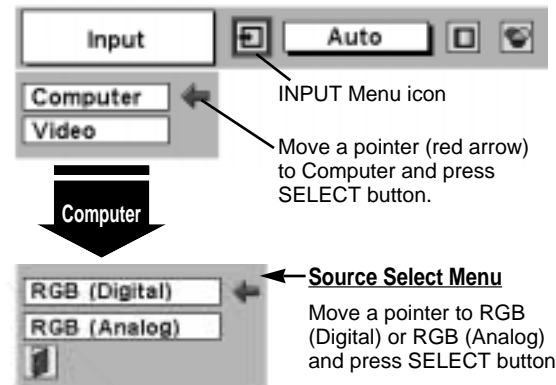 Input
Auto
INPUT Menu icon
Computer
Video
Move a pointer (red arrow)
to Computer and press
SELECT button.
Computer
Source Select Menu
RGB (Digital)
RGB (Analog)
Move a pointer to RGB
(Digital) or RGB (Analog)
and press SELECT button